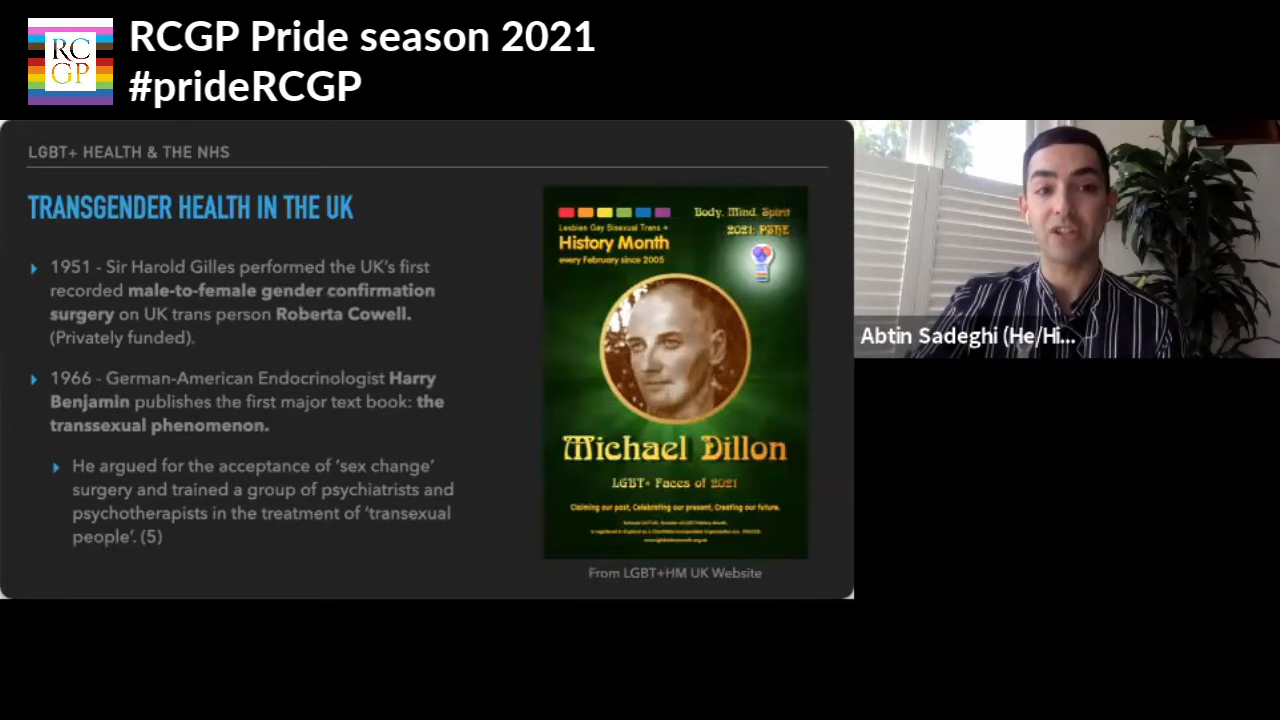 RC
GP
RCGP Pride season 2021
#prideRCGP
LGBT+ HEALTH & THE NHS
TRANSGENDER HEALTH IN THE UK
1951 - Sir Harold Gilles performed the UK's first
recorded male-to-female gender confirmation
surgery on UK trans person Roberta Cowell.
(Privately funded).
1966 - German-American Endocrinologist Harry
Benjamin publishes the first major text book: the
transsexual phenomenon.
He argued for the acceptance of 'sex change'
surgery and trained a group of psychiatrists and
psychotherapists in the treatment of 'transexual
people'. (5)
Lesbian Gay Bisexual Trans +
History Month
every February since 2005
Body, Mind, Spirit
2021: PSHE
Michael Dillon
LGBT+ Faces of 2021
Claiming our past, Celebrating our present, Creating our future.
From LGBT+HM UK Website
Abtin Sadeghi (He/Hi...